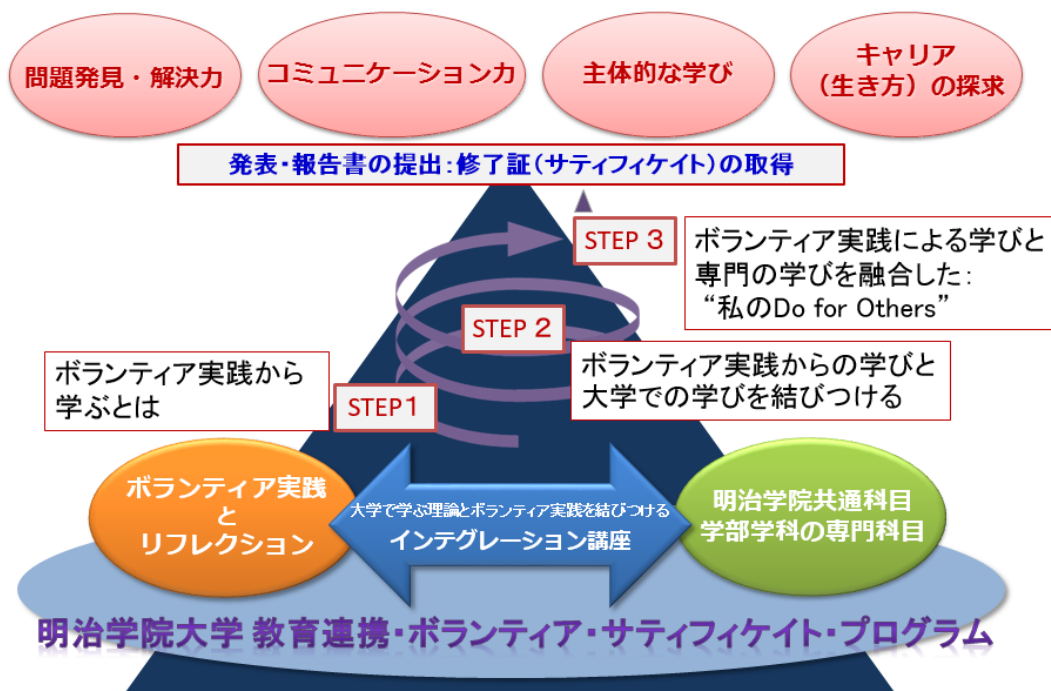 問題発見・解決力
コミュニケーション力
主体的な学び
キャリア
（生き方）の探求
発表・報告書の提出：修了証（サティフィケイト）の取得
STEP 3
ボランティア実践による学びと
専門の学びを融合した：
“私のDo for Others”
STEP 2
ボランティア実践からの学びと
大学での学びを結びつける
ボランティア実践から
学ぶとは
STEP1
ボランティア実践
と
リフレクション
大学で学ぶ理論とボランティア実践を結びつける
インテグレーション講座
明治学院共通科目
学部学科の専門科目
明治学院大学 教育連携・ボランティア・サティフィケイト・プログラム